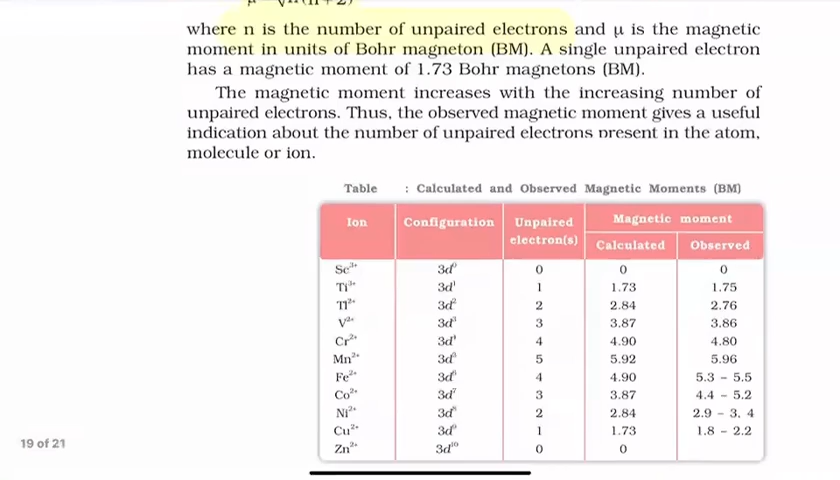 μ = √n(n + 2)
where n is the number of unpaired electrons and μ is the magnetic
moment in units of Bohr magneton (BM). A single unpaired electron
has a magnetic moment of 1.73 Bohr magnetons (BM).
The magnetic moment increases with the increasing number of
unpaired electrons. Thus, the observed magnetic moment gives a useful
indication about the number of unpaired electrons present in the atom,
molecule or ion.
Table : Calculated and Observed Magnetic Moments (BM)
Ion Configuration Unpaired electron(s) Magnetic moment
Calculated Observed
Sc³⁺ 3d⁰ 0 0 0
Ti³⁺ 3d¹ 1 1.73 1.75
Tl²⁺ 3d² 2 2.84 2.76
V²⁺ 3d³ 3 3.87 3.86
Cr²⁺ 3d⁴ 4 4.90 4.80
Mn²⁺ 3d⁵ 5 5.92 5.96
Fe²⁺ 3d⁶ 4 4.90 5.3 – 5.5
Co²⁺ 3d⁷ 3 3.87 4.4 – 5.2
Ni²⁺ 3d⁸ 2 2.84 2.9 – 3. 4
Cu²⁺ 3d⁹ 1 1.73 1.8 – 2.2
Zn²⁺ 3d¹⁰ 0 0
19 of 21